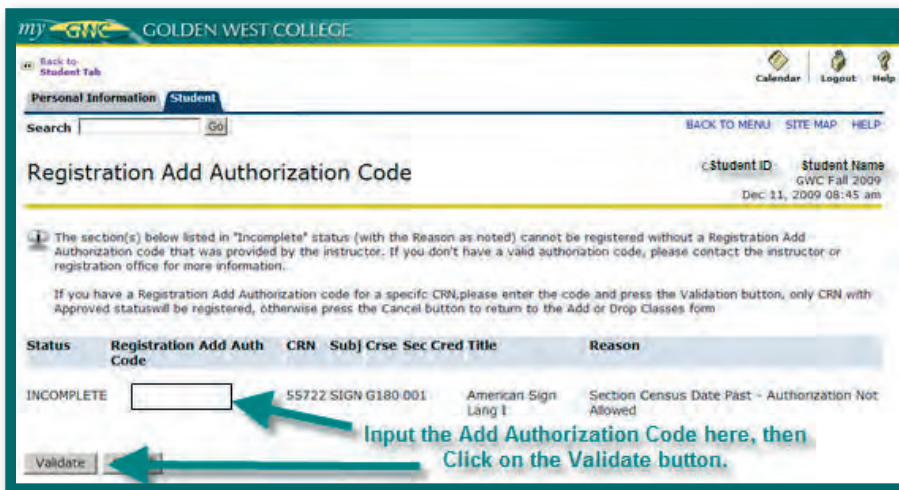 my GWC GOLDEN WEST COLLEGE
Back to
Student Tab
Calendar Logout Help
Personal Information Student
Search Go
BACK TO MENU SITE MAP HELP
Registration Add Authorization Code
Student ID Student Name
GWC Fall 2009
Dec 11, 2009 08:45 am
The section(s) below listed in "Incomplete" status (with the Reason as noted) cannot be registered without a Registration Add
Authorization code that was provided by the instructor. If you don't have a valid authoriation code, please contact the instructor or
registration office for more information.
If you have a Registration Add Authorization code for a specifc CRN,please enter the code and press the Validation button, only CRN with
Approved statuswill be registered, otherwise press the Cancel button to return to the Add or Drop Classes form
Status Registration Add Auth CRN Subj Crse Sec Cred Title Reason
Code
INCOMPLETE 55722 SIGN G180 001 American Sign Section Census Date Past - Authorization Not
Lang I Allowed
Input the Add Authorization Code here, then
Click on the Validate button.
Validate